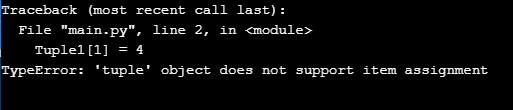 Traceback (most recent call last):
  File "main.py", line 2, in <module>
    Tuple1[1] = 4
TypeError: 'tuple' object does not support item assignment